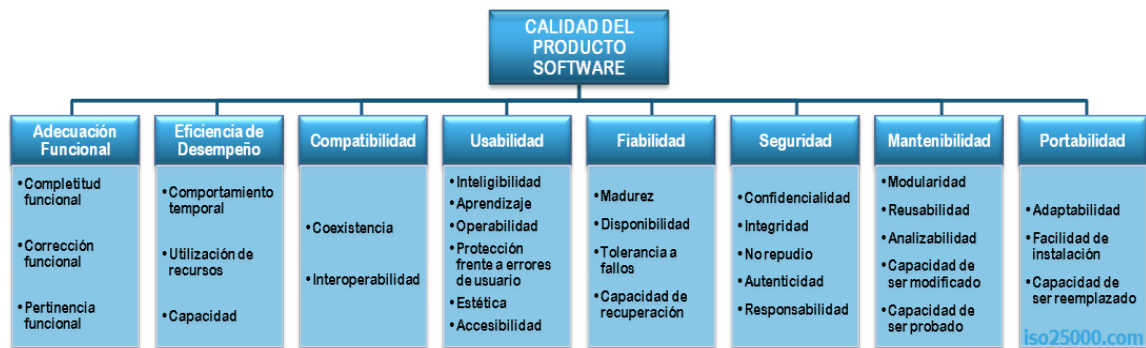 CALIDAD DEL
PRODUCTO
SOFTWARE
Adecuación
Funcional
• Completitud
funcional
• Corrección
funcional
• Pertinencia
funcional
Eficiencia de
Desempeño
• Comportamiento
temporal
• Utilización de
recursos
• Capacidad
Compatibilidad
• Coexistencia
• Interoperabilidad
Usabilidad
• Inteligibilidad
• Aprendizaje
• Operabilidad
• Protección
frente a errores
de usuario
• Estética
• Accesibilidad
Fiabilidad
• Madurez
• Disponibilidad
• Tolerancia a
fallos
• Capacidad de
recuperación
Seguridad
• Confidencialidad
• Integridad
• No repudio
• Autenticidad
• Responsabilidad
Mantenibilidad
• Modularidad
• Reusabilidad
• Analizabilidad
• Capacidad de
ser modificado
• Capacidad de
ser probado
Portabilidad
• Adaptabilidad
• Facilidad de
instalación
• Capacidad de
ser reemplazado
iso25000.com